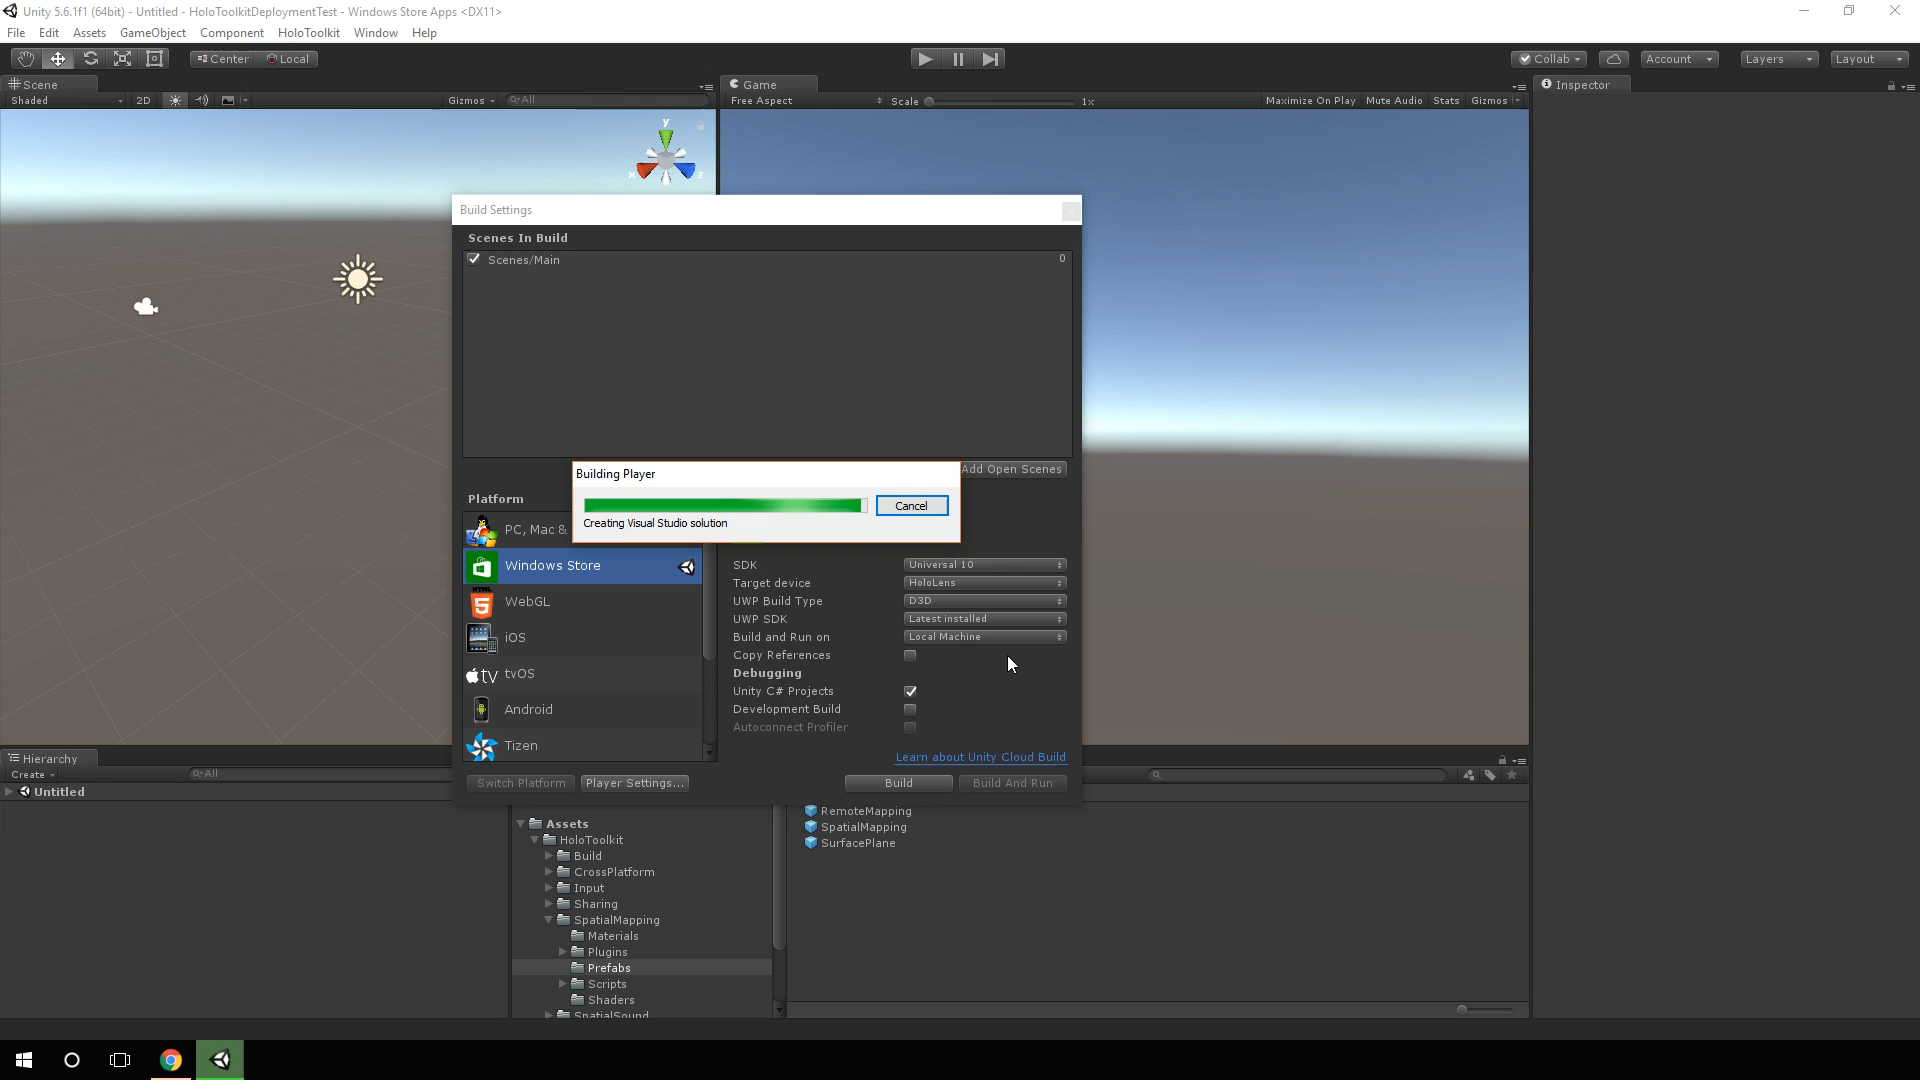 Unity 5.6.1f1 (64bit) - Untitled - HoloToolkitDeploymentTest - Windows Store Apps <DX11>
File Edit Assets GameObject Component HoloToolkit Window Help
Center Local
Collab Account Layers Layout
Scene
Game
Inspector
Shaded 2D Gizmos All
Free Aspect Scale 1x Maximize On Play Mute Audio Stats Gizmos
y
x
z
Build Settings
Scenes In Build
Scenes/Main 0
Add Open Scenes
Building Player
Cancel
Creating Visual Studio solution
Platform
PC, Mac &
Windows Store
HTML
5
WebGL
iOS
tv
tvOS
Android
Tizen
SDK Universal 10
Target device HoloLens
UWP Build Type D3D
UWP SDK Latest installed
Build and Run on Local Machine
Copy References
Debugging
Unity C# Projects
Development Build
Autoconnect Profiler
Learn about Unity Cloud Build
Switch Platform Player Settings... Build Build And Run
Hierarchy
Create All
Untitled
Assets
HoloToolkit
Build
CrossPlatform
Input
Sharing
SpatialMapping
Materials
Plugins
Prefabs
Scripts
Shaders
SpatialSound
RemoteMapping
SpatialMapping
SurfacePlane